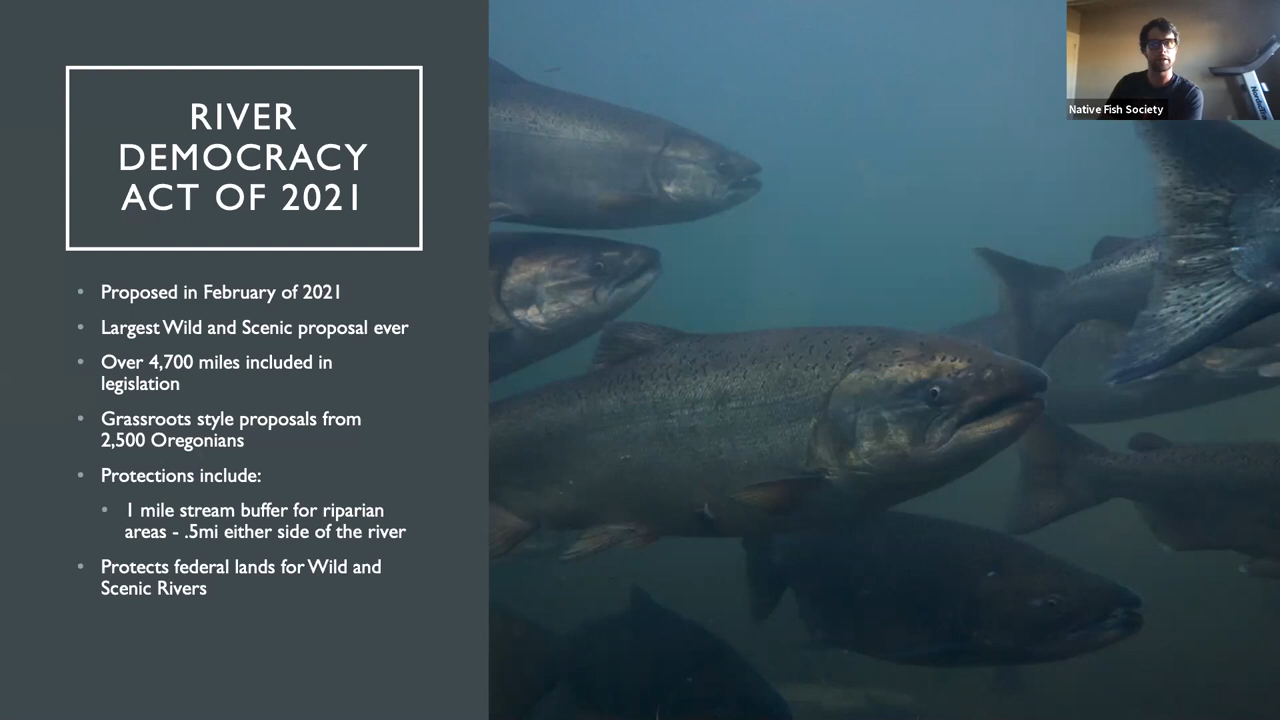 RIVER
DEMOCRACY
ACT OF 2021
• Proposed in February of 2021
• Largest Wild and Scenic proposal ever
• Over 4,700 miles included in
legislation
• Grassroots style proposals from
2,500 Oregonians
• Protections include:
• 1 mile stream buffer for riparian
areas - .5mi either side of the river
• Protects federal lands for Wild and
Scenic Rivers
Native Fish Society